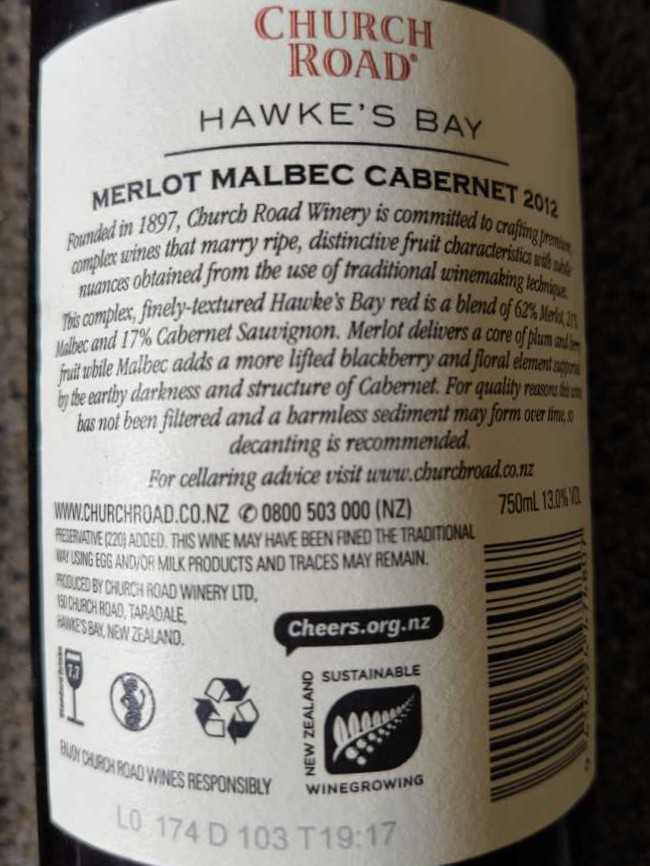 CHURCH
ROAD®
HAWKE'S BAY
MERLOT MALBEC CABERNET 2012
Founded in 1897, Church Road Winery is committed to crafting premium,
complex wines that marry ripe, distinctive fruit characteristics with subtle
nuances obtained from the use of traditional winemaking techniques.
This complex, finely-textured Hawke's Bay red is a blend of 62% Merlot, 21%
Malbec and 17% Cabernet Sauvignon. Merlot delivers a core of plum and berry
fruit while Malbec adds a more lifted blackberry and floral element supported
by the earthy darkness and structure of Cabernet. For quality reasons this wine
has not been filtered and a harmless sediment may form over time, so
decanting is recommended.
For cellaring advice visit www.churchroad.co.nz
WWW.CHURCHROAD.CO.NZ ✆ 0800 503 000 (NZ)
750mL 13.0% VOL
PRESERVATIVE (220) ADDED. THIS WINE MAY HAVE BEEN FINED THE TRADITIONAL
WAY USING EGG AND/OR MILK PRODUCTS AND TRACES MAY REMAIN.
PRODUCED BY CHURCH ROAD WINERY LTD,
150 CHURCH ROAD, TARADALE,
HAWKE'S BAY, NEW ZEALAND.
Cheers.org.nz
Standard Drinks
7.7
NEW ZEALAND
SUSTAINABLE
WINEGROWING
ENJOY CHURCH ROAD WINES RESPONSIBLY
L0 174 D 103 T19:17